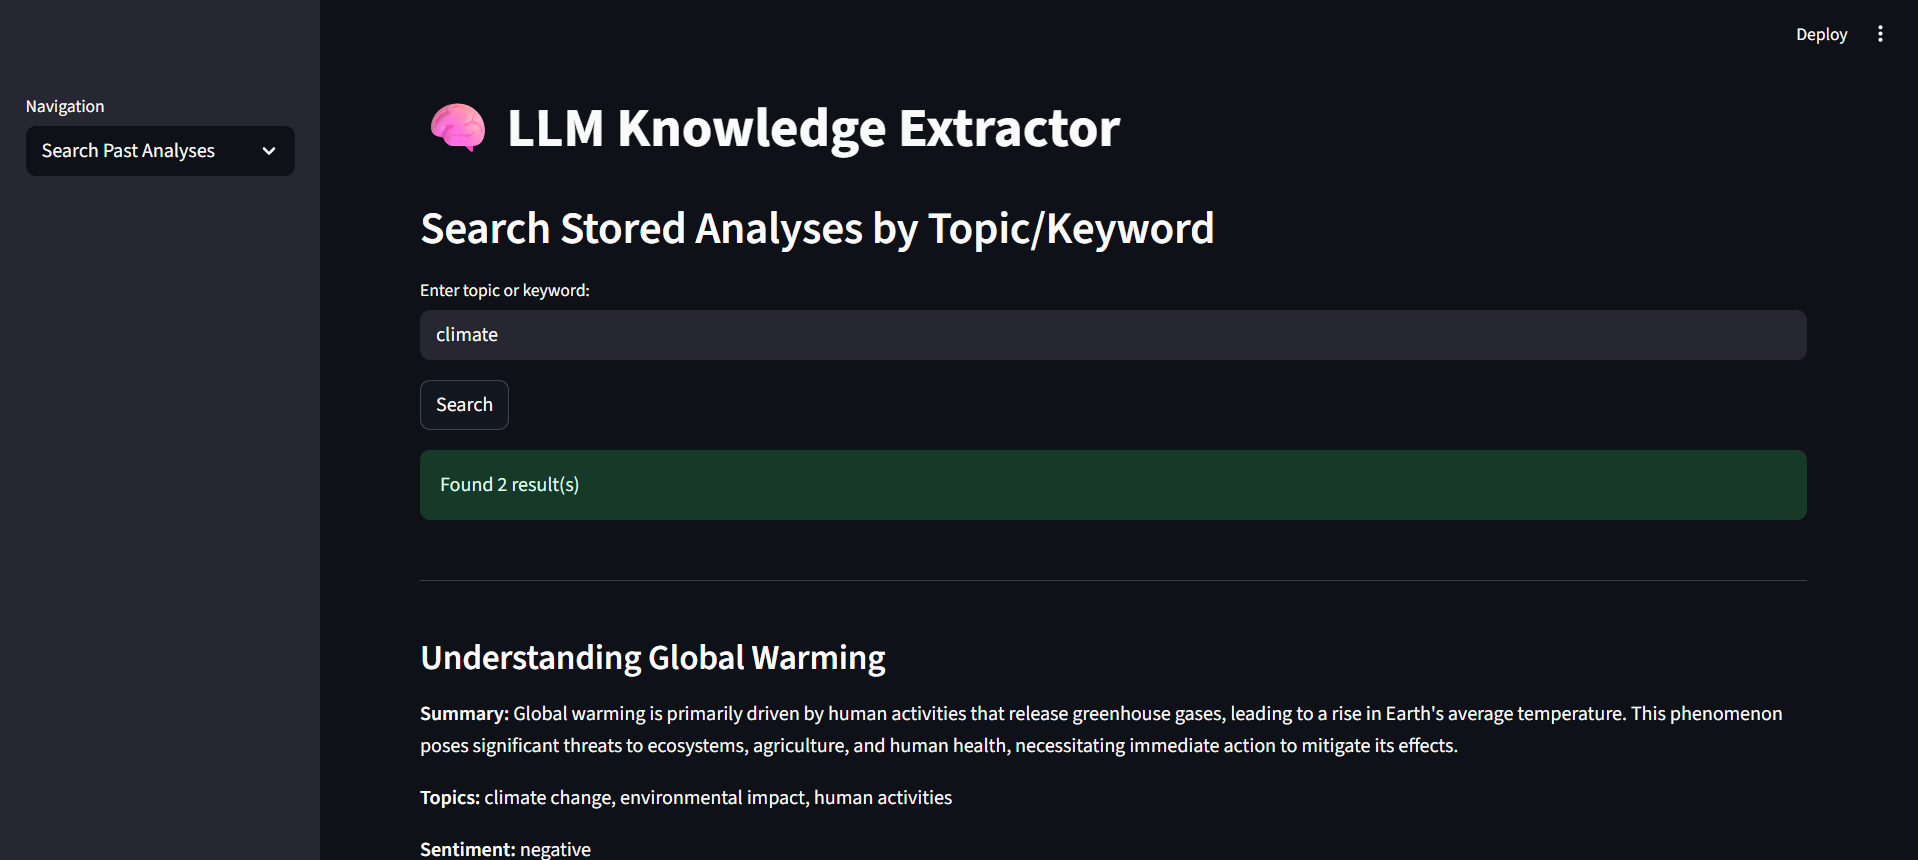 Deploy
Navigation
Search Past Analyses
LLM Knowledge Extractor
Search Stored Analyses by Topic/Keyword
Enter topic or keyword:
climate
Search
Found 2 result(s)
Understanding Global Warming
Summary: Global warming is primarily driven by human activities that release greenhouse gases, leading to a rise in Earth's average temperature. This phenomenon
poses significant threats to ecosystems, agriculture, and human health, necessitating immediate action to mitigate its effects.
Topics: climate change, environmental impact, human activities
Sentiment: negative